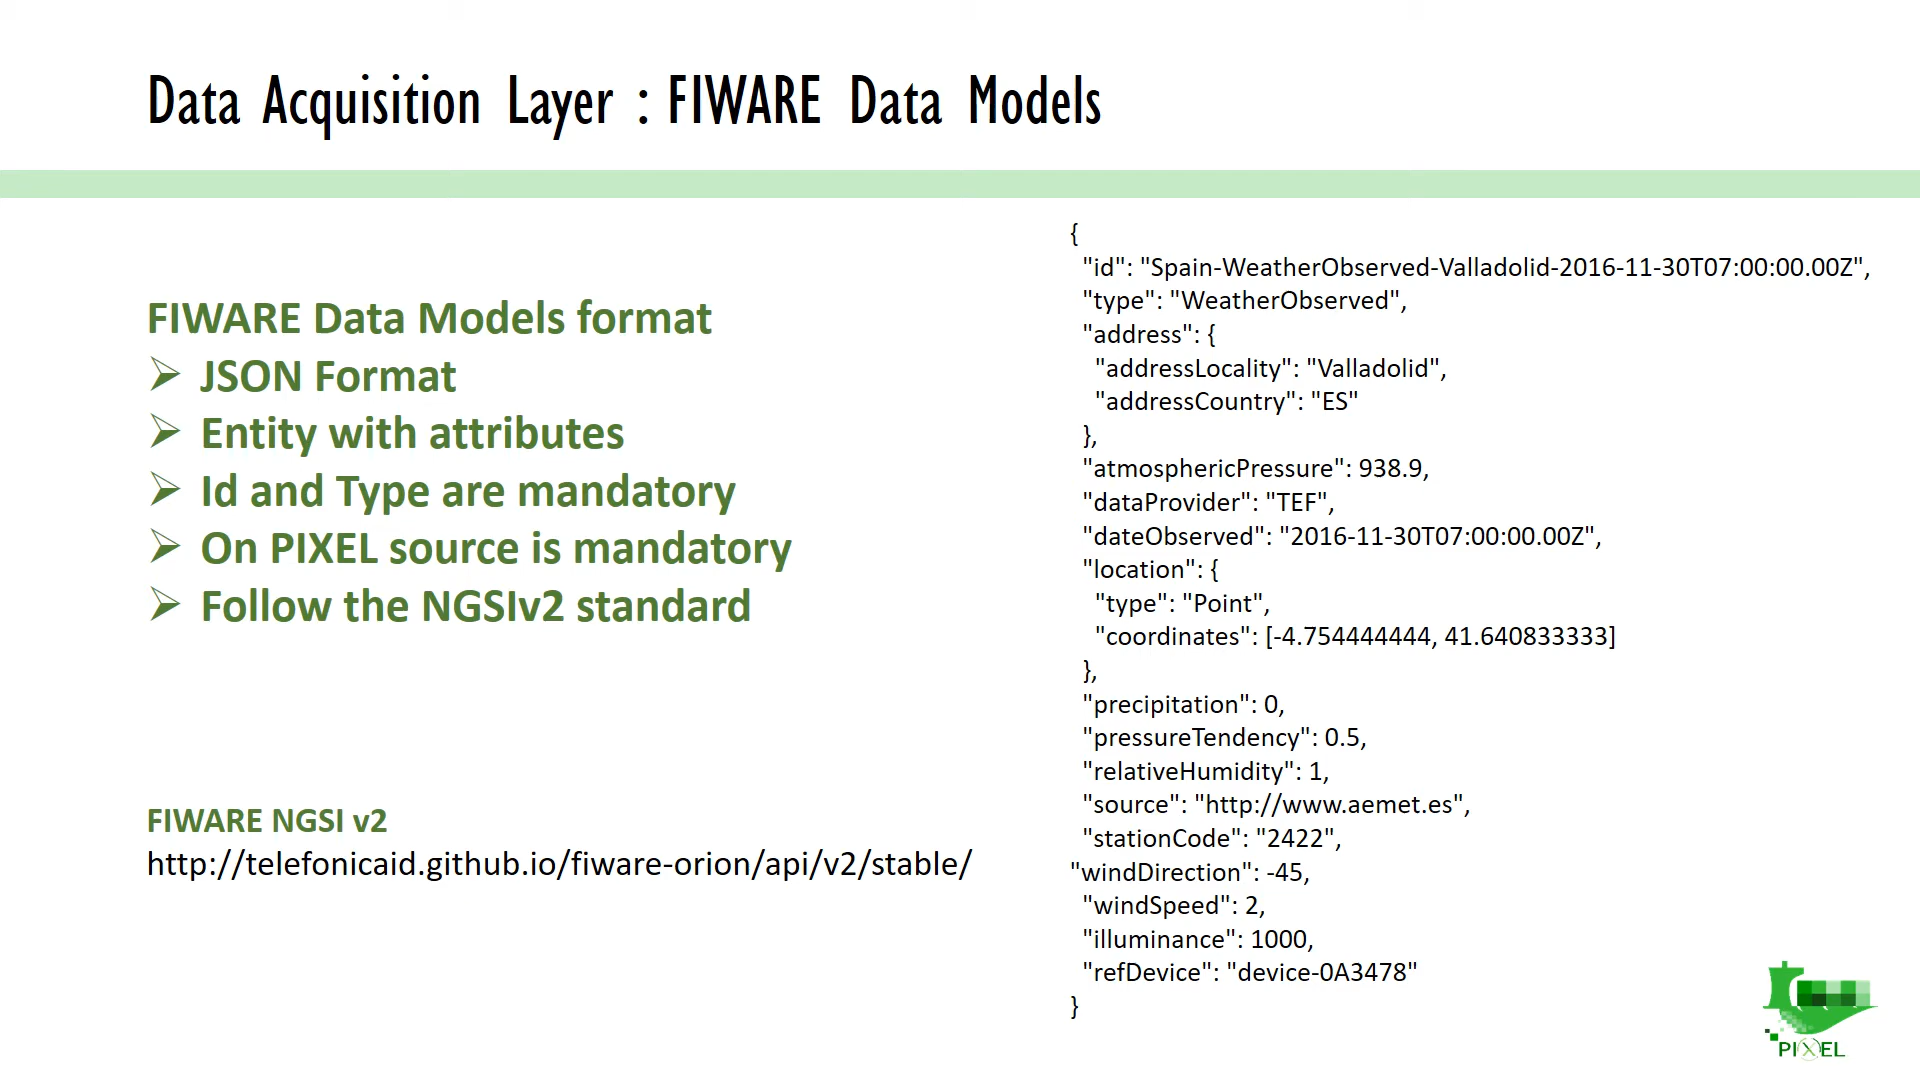 Data Acquisition Layer : FIWARE Data Models
FIWARE Data Models format
➢ JSON Format
➢ Entity with attributes
➢ Id and Type are mandatory
➢ On PIXEL source is mandatory
➢ Follow the NGSIv2 standard
FIWARE NGSI v2
http://telefonicaid.github.io/fiware-orion/api/v2/stable/
{
"id": "Spain-WeatherObserved-Valladolid-2016-11-30T07:00:00.00Z",
"type": "WeatherObserved",
"address": {
"addressLocality": "Valladolid",
"addressCountry": "ES"
},
"atmosphericPressure": 938.9,
"dataProvider": "TEF",
"dateObserved": "2016-11-30T07:00:00.00Z",
"location": {
"type": "Point",
"coordinates": [-4.754444444, 41.640833333]
},
"precipitation": 0,
"pressureTendency": 0.5,
"relativeHumidity": 1,
"source": "http://www.aemet.es",
"stationCode": "2422",
"windDirection": -45,
"windSpeed": 2,
"illuminance": 1000,
"refDevice": "device-0A3478"
}
PIXEL